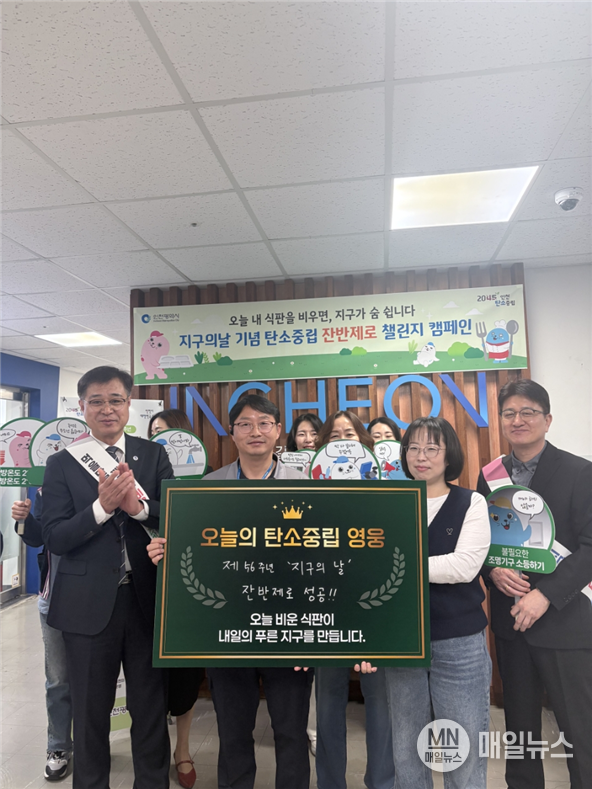 인천광역시
오늘 내 식판을 비우면, 지구가 숨 쉽니다
2045 인천
탄소중립
지구의날 기념 탄소중립 잔반제로 챌린지 캠페인
INCHEON
오늘의 탄소중립 영웅
제 56주년 '지구의 날'
잔반제로 성공!!
오늘 비운 식판이
내일의 푸른 지구를 만듭니다.
불필요한
조명기구 소등하기
MN
매일뉴스
매일뉴스